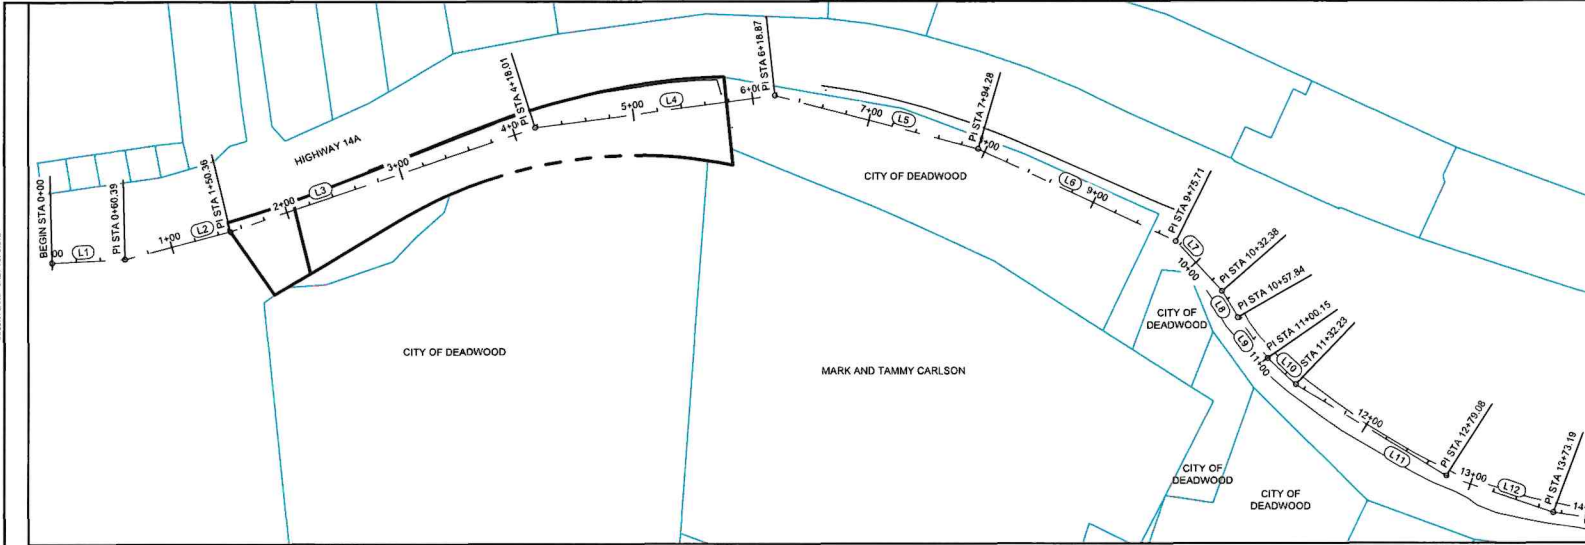 BEGIN STA 0+00
00
L1
PI STA 0+60.39
1+00
L2
PI STA 1+50.36
HIGHWAY 14A
2+00
L3
3+00
PI STA 4+18.01
5+00
L4
PI STA 6+18.87
7+00
L5
PI STA 7+94.28
CITY OF DEADWOOD
L6
9+00
PI STA 9+75.71
L7
10+00
PI STA 10+32.38
L8
PI STA 10+57.84
L9
PI STA 11+00.15
11+00
L10
STA 11+32.23
12+00
L11
PI STA 12+79.08
13+00
L12
PI STA 13+73.19
14
CITY OF
DEADWOOD
CITY OF DEADWOOD
MARK AND TAMMY CARLSON
CITY OF
DEADWOOD
CITY OF
DEADWOOD